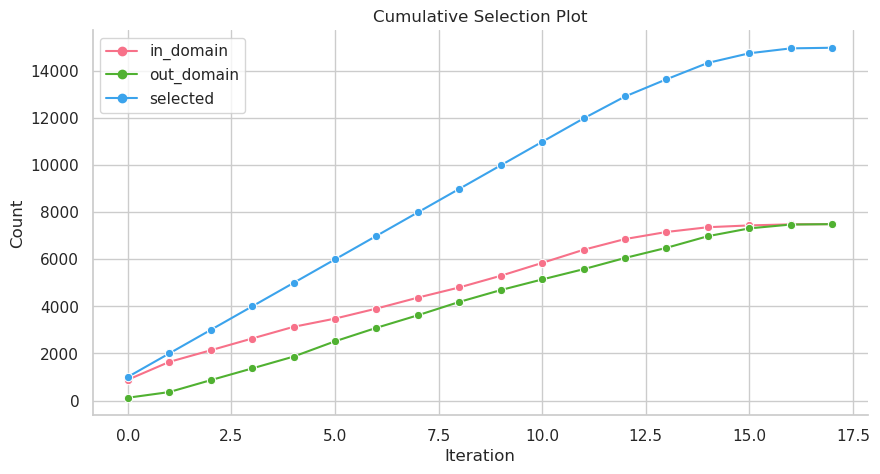 Cumulative Selection Plot
in_domain
out_domain
selected
14000
12000
10000
8000
6000
4000
2000
0
Count
0.0 2.5 5.0 7.5 10.0 12.5 15.0 17.5
Iteration